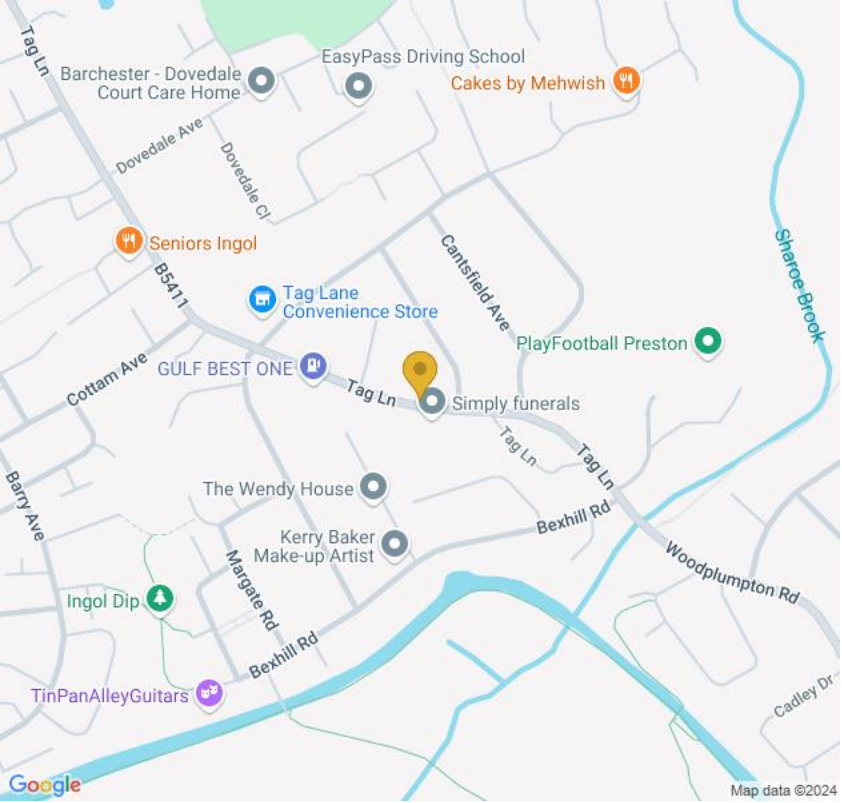 Tag Ln
EasyPass Driving School
Barchester - Dovedale
Court Care Home
Cakes by Mehwish
Dovedale Ave
Dovedale Cl
Seniors Ingol
B5411
Cantsfield Ave
Sharoe Brook
Tag Lane
Convenience Store
PlayFootball Preston
GULF BEST ONE
Cottam Ave
Tag Ln
Simply funerals
Tag Ln
Tag Ln
Barry Ave
The Wendy House
Bexhill Rd
Kerry Baker
Make-up Artist
Woodplumpton Rd
Margate Rd
Ingol Dip
Bexhill Rd
TinPanAlleyGuitars
Cadley Dr
Google
Map data ©2024